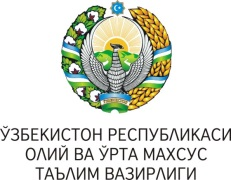 ЎЗБЕКИСТОН РЕСПУБЛИКАСИ
ОЛИЙ ВА ЎРТА МАХСУС
ТАЪЛИМ ВАЗИРЛИГИ